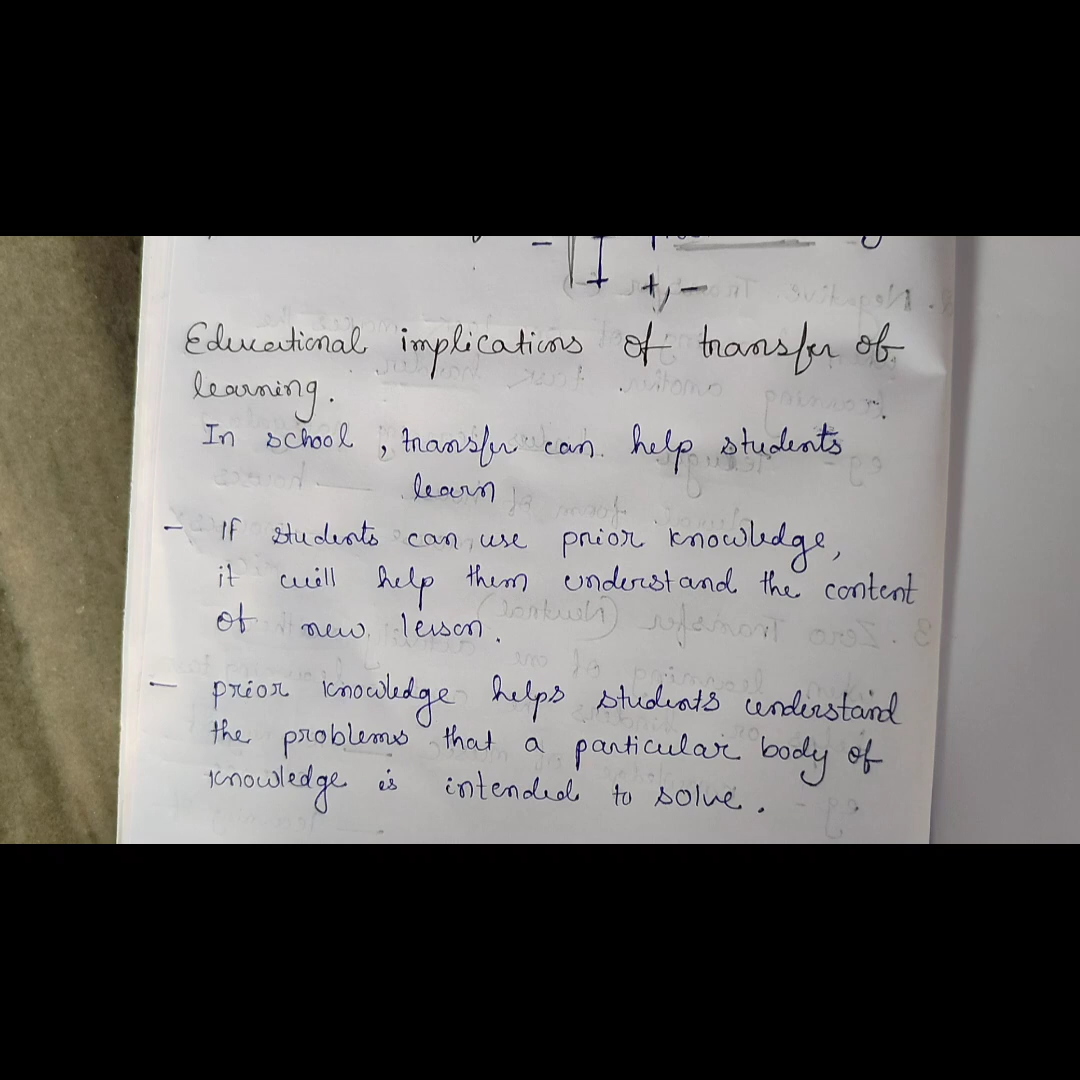 +, -
Educational implications of transfer of
learning.
In school, transfer can help students
learn
- If students can use prior knowledge,
it will help them understand the content
of new lesson.
- prior knowledge helps students understand
the problems that a particular body of
knowledge is intended to solve.